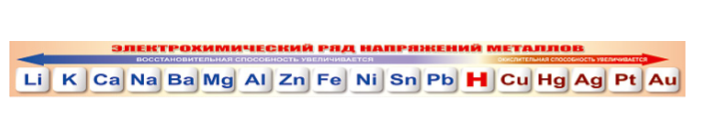 ЭЛЕКТРОХИМИЧЕСКИЙ РЯД НАПРЯЖЕНИЙ МЕТАЛЛОВ
ВОССТАНОВИТЕЛЬНАЯ СПОСОБНОСТЬ УВЕЛИЧИВАЕТСЯ ОКИСЛИТЕЛЬНАЯ СПОСОБНОСТЬ УВЕЛИЧИВАЕТСЯ
Li K Ca Na Ba Mg Al Zn Fe Ni Sn Pb H Cu Hg Ag Pt Au